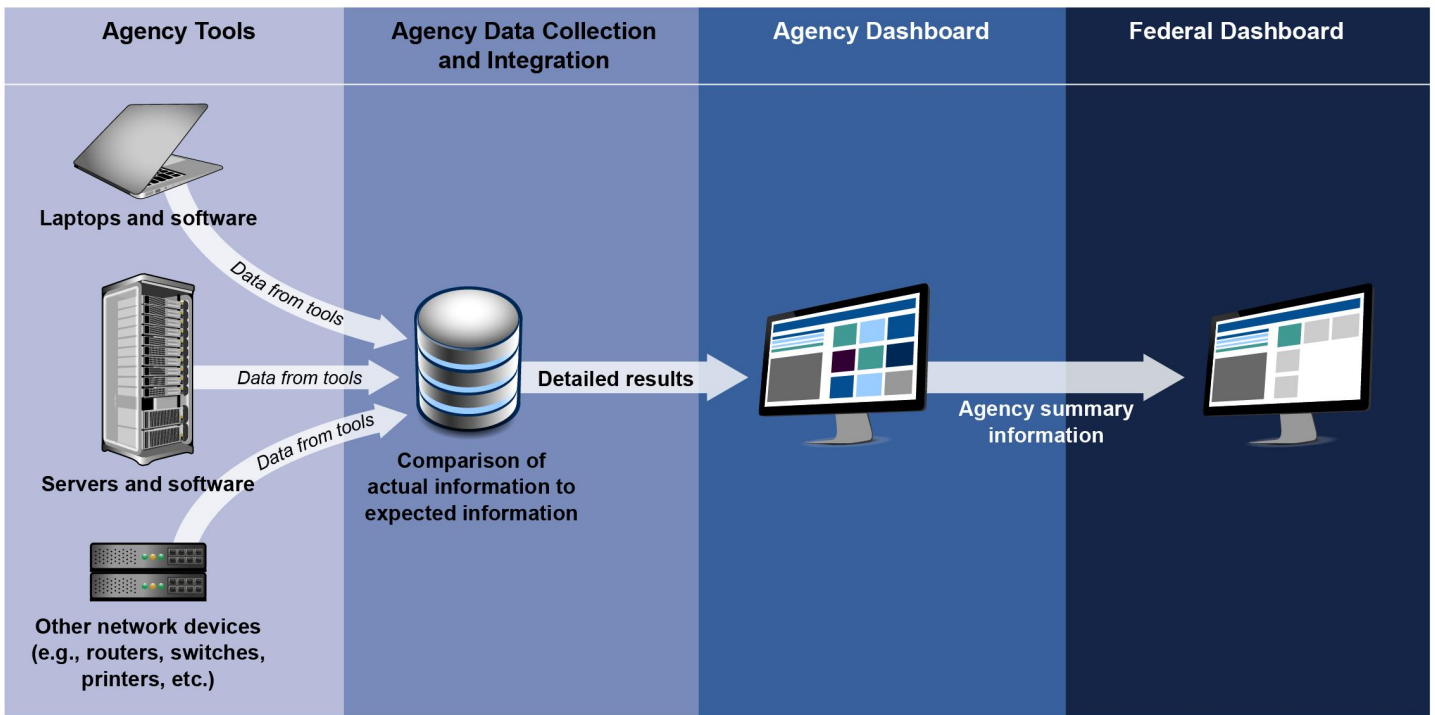 Agency Tools
Agency Data Collection
and Integration
Agency Dashboard
Federal Dashboard
Laptops and software
Data from tools
Servers and software
Data from tools
Other network devices
(e.g., routers, switches,
printers, etc.)
Data from tools
Comparison of
actual information to
expected information
Detailed results
Agency summary
information